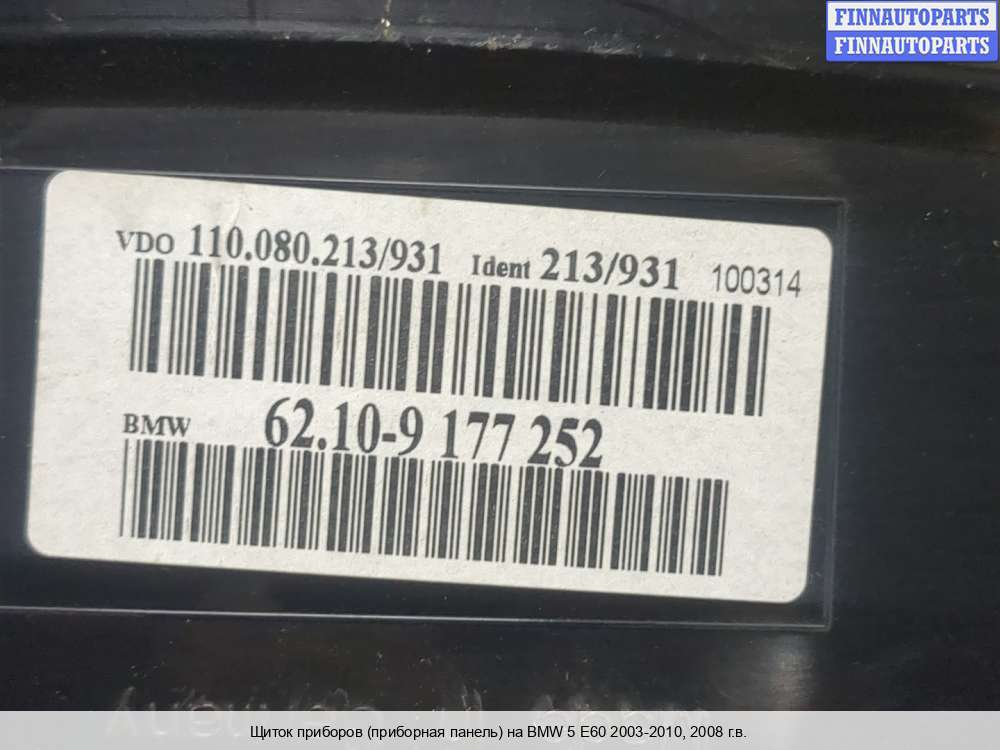 FINNAUTOPARTS
FINNAUTOPARTS
VDO 110.080.213/931 Ident 213/931 100314
BMW 62.10-9 177 252
Щиток приборов (приборная панель) на BMW 5 E60 2003-2010, 2008 г.в.